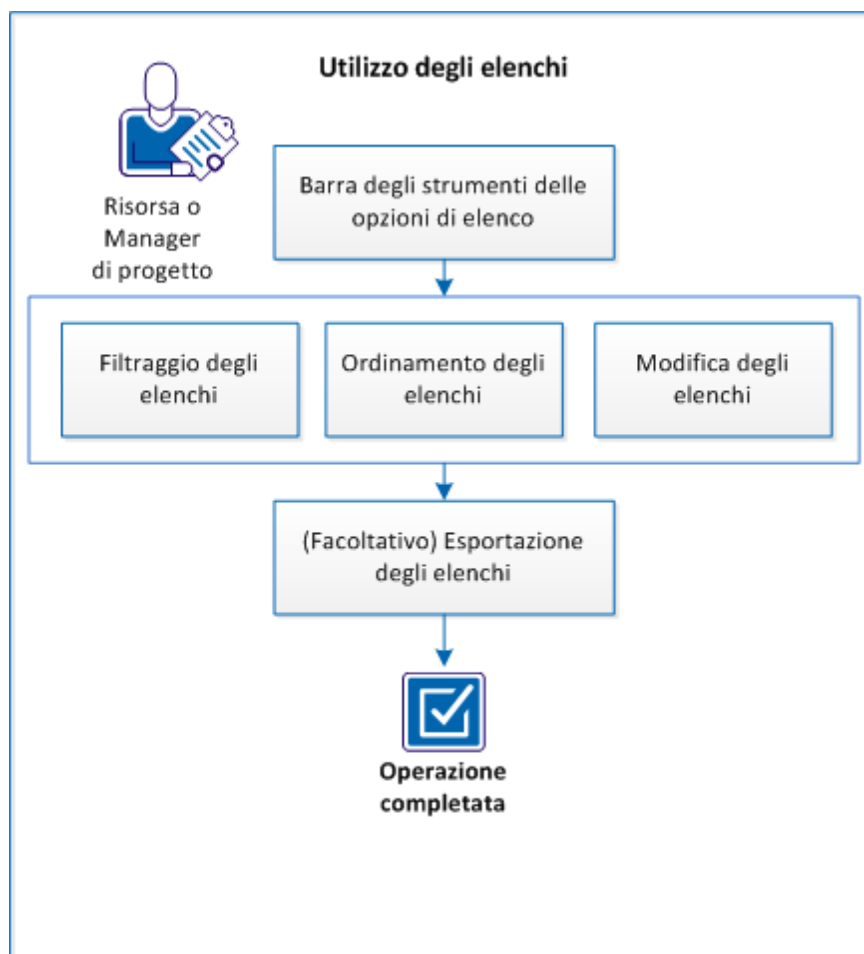 Utilizzo degli elenchi
Risorsa o
Manager
di progetto
Barra degli strumenti delle
opzioni di elenco
Filtraggio degli
elenchi
Ordinamento degli
elenchi
Modifica degli
elenchi
(Facoltativo) Esportazione
degli elenchi
Operazione
completata